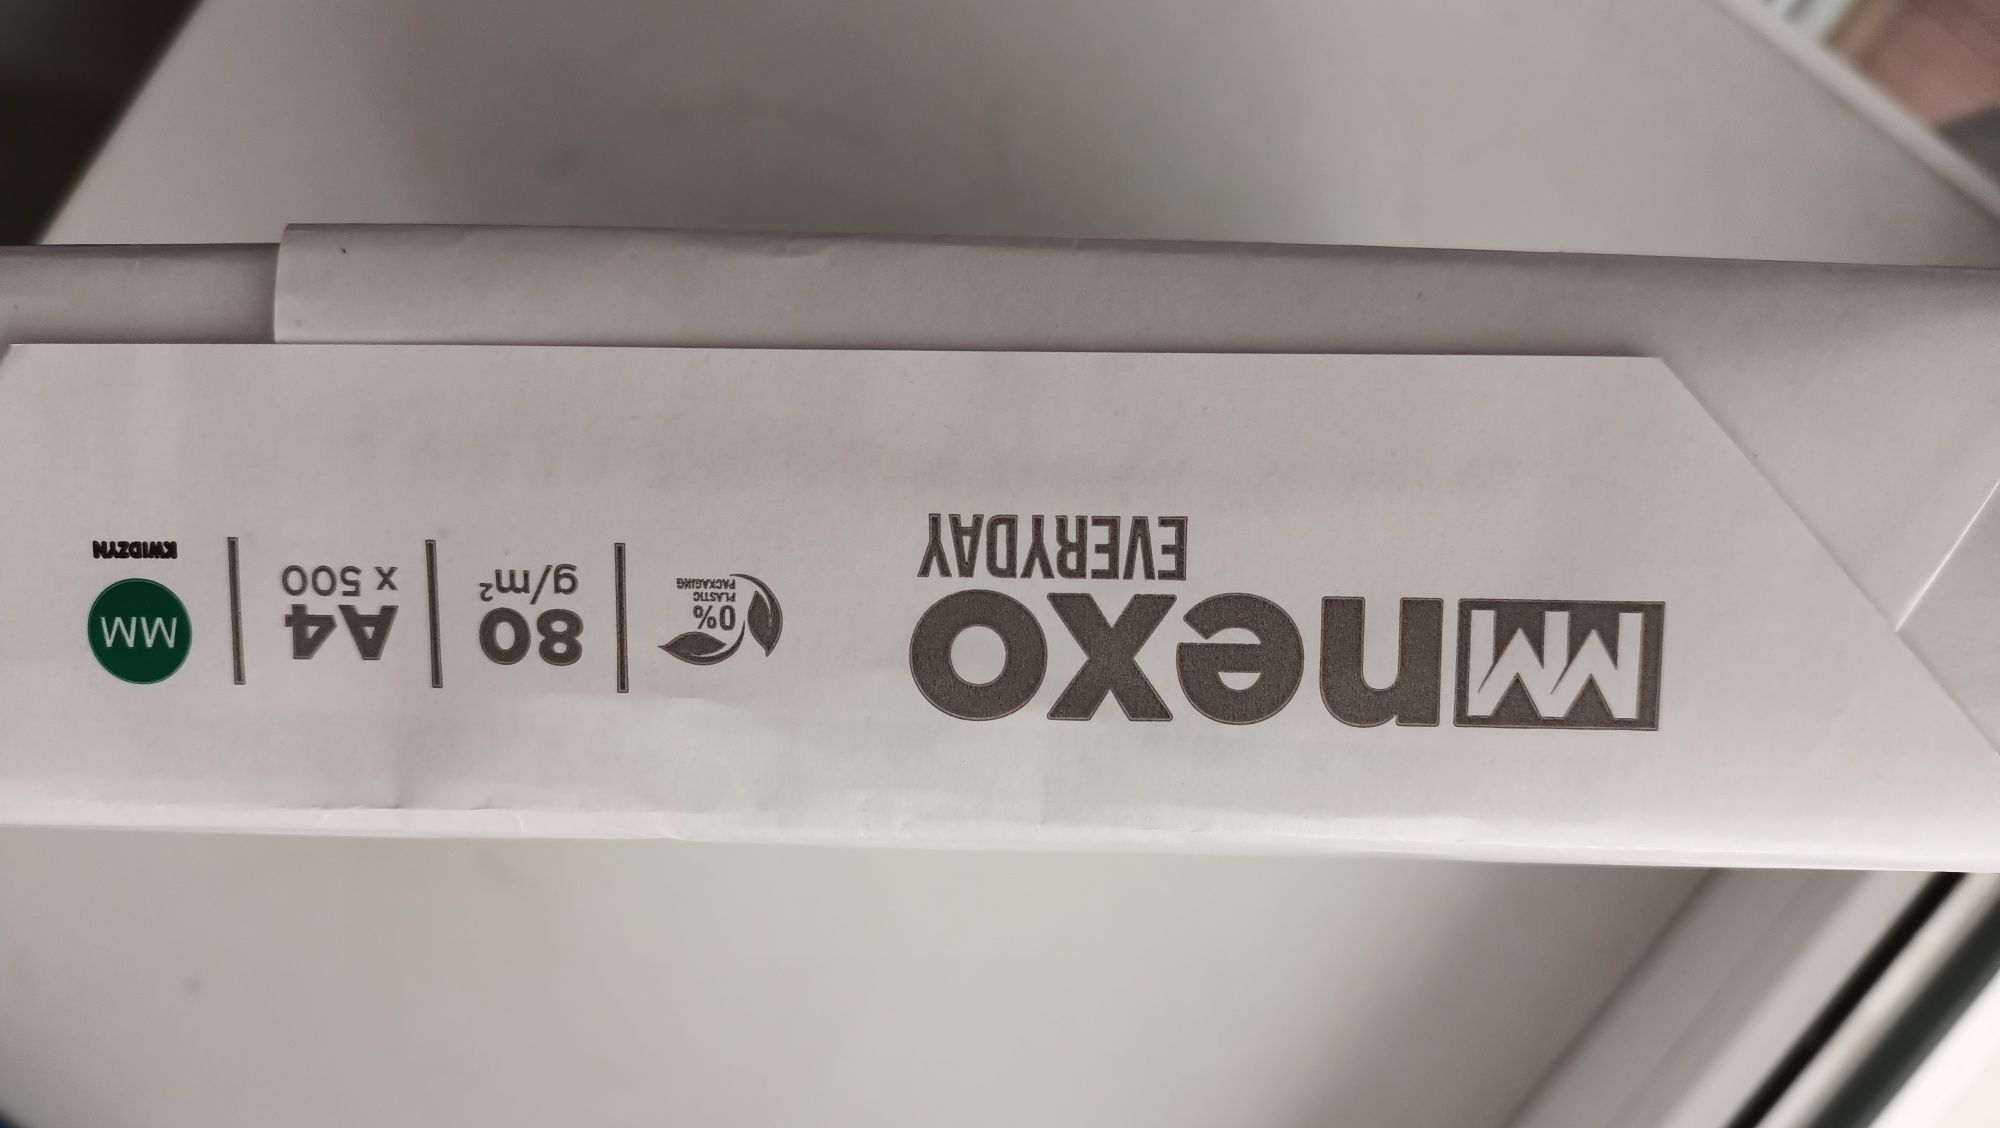 MM nexo
EVERYDAY
0%
PLASTIC
PACKAGING
80
g/m²
A4
x 500
MM
KWIDZYN